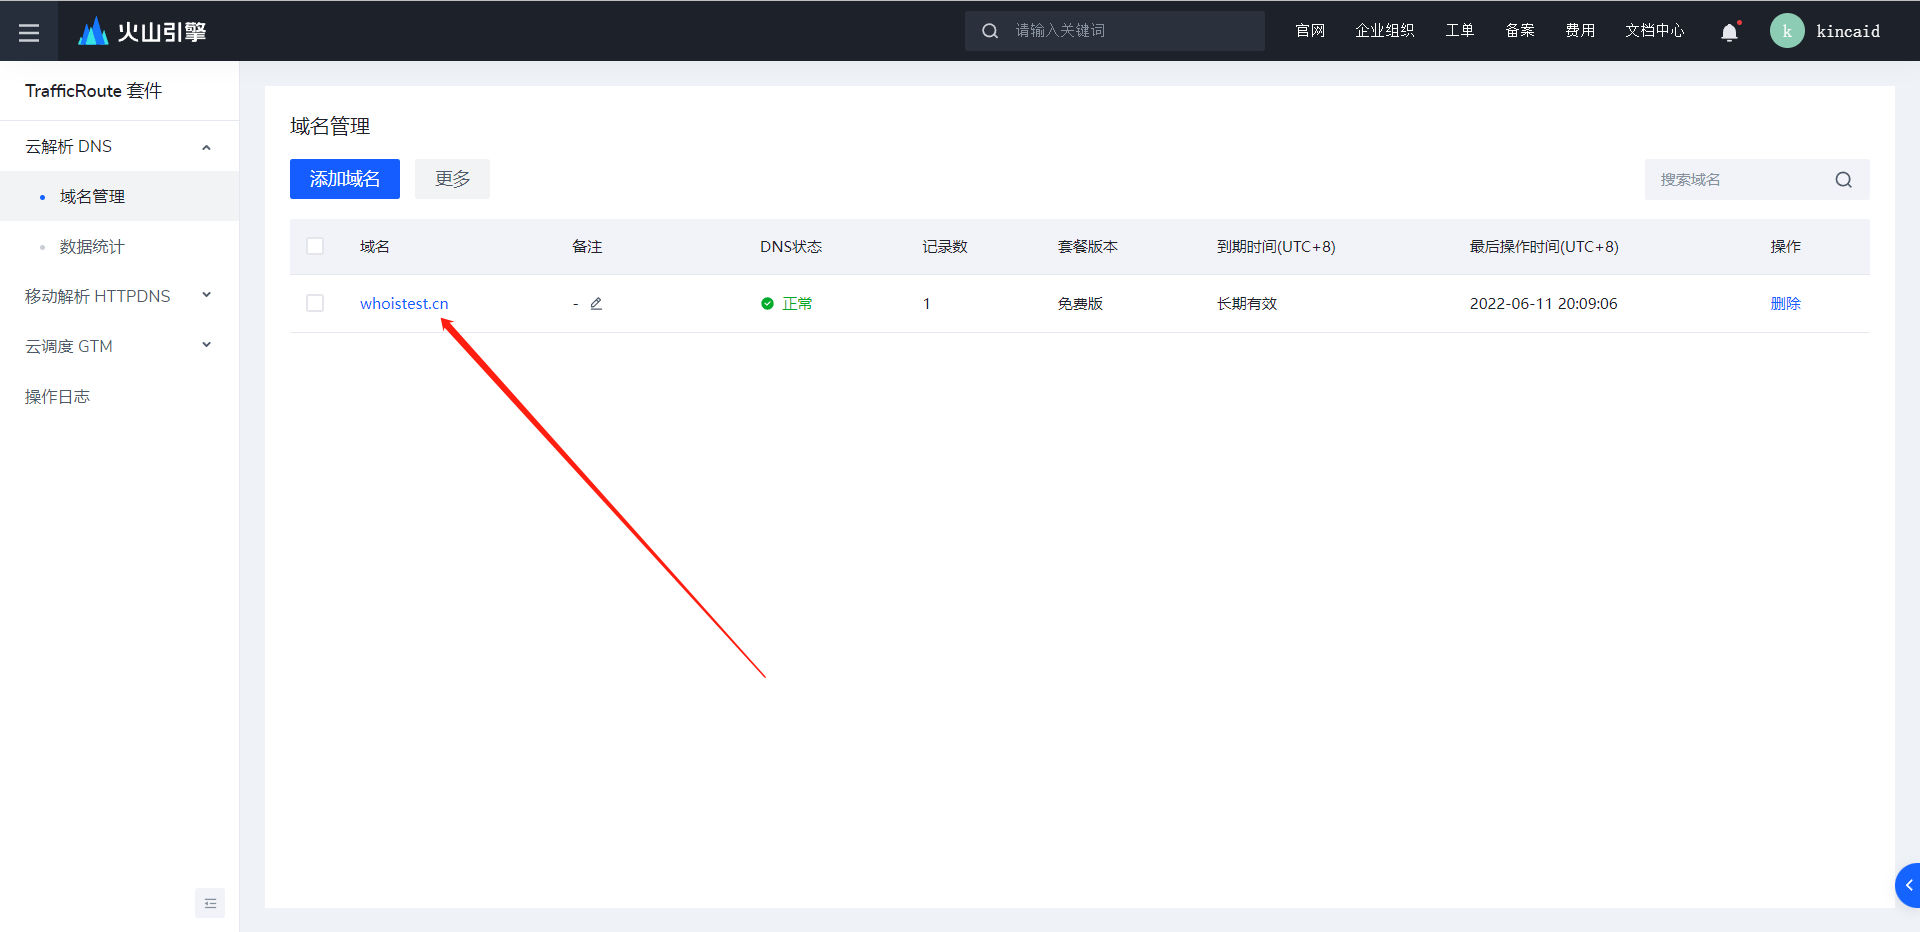 火山引擎
请输入关键词
官网
企业组织
工单
备案
费用
文档中心
k
kincaid
TrafficRoute 套件
云解析 DNS
域名管理
数据统计
移动解析 HTTPDNS
云调度 GTM
操作日志
域名管理
添加域名
更多
搜索域名
域名 备注 DNS状态 记录数 套餐版本 到期时间(UTC+8) 最后操作时间(UTC+8) 操作
whoistest.cn - 正常 1 免费版 长期有效 2022-06-11 20:09:06 删除